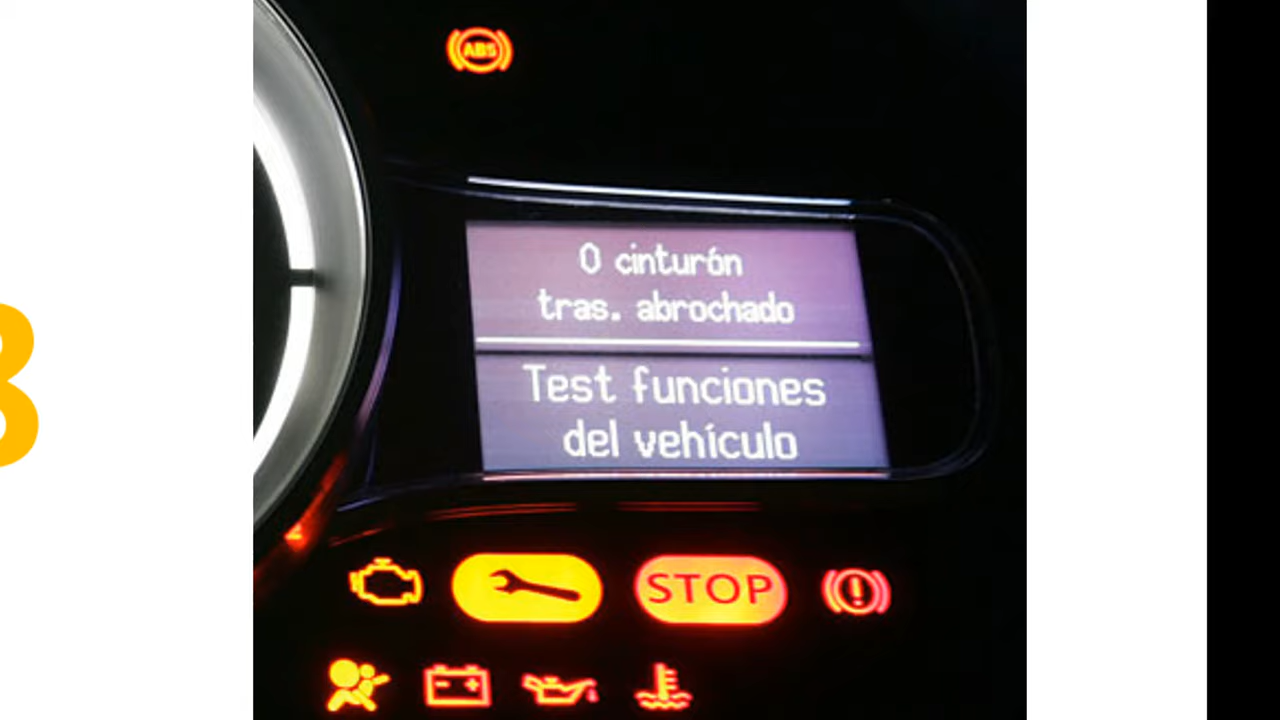 ABS
0 cinturón
tras. abrochado
Test funciones
del vehículo
STOP